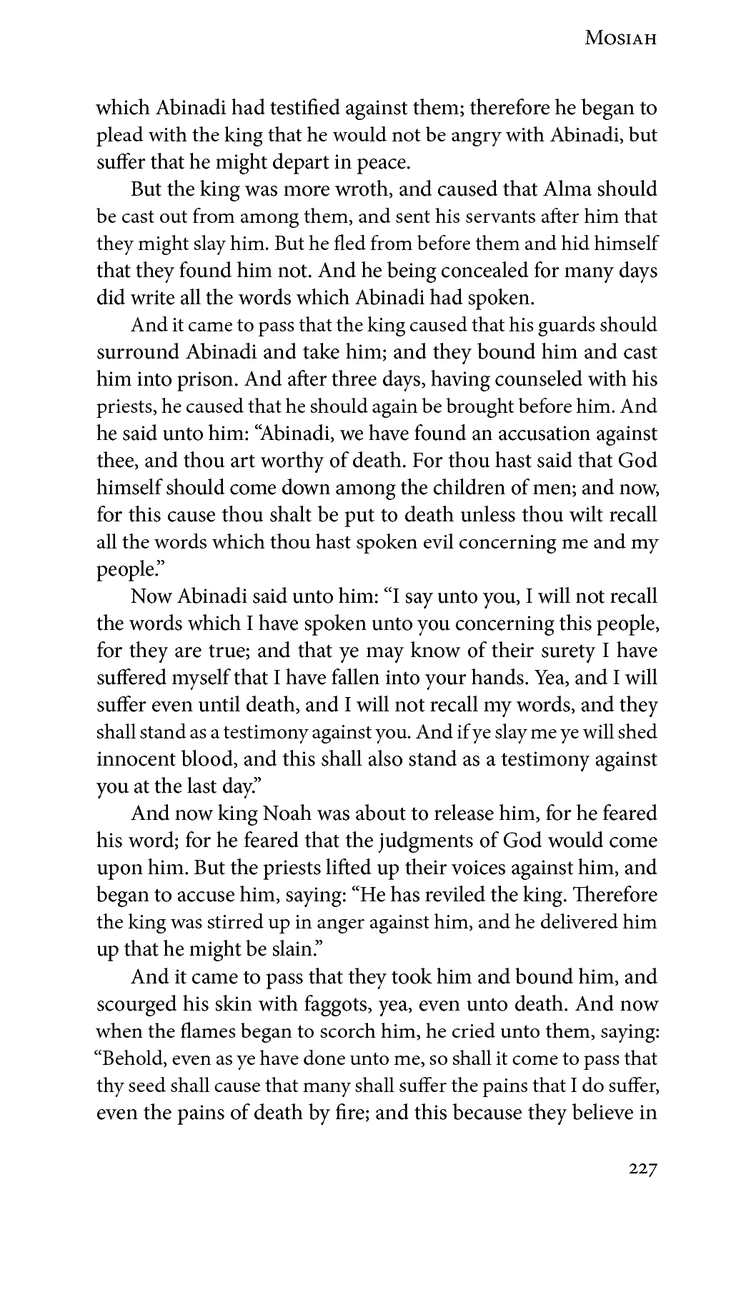 Mosiah
which Abinadi had testified against them; therefore he began to
plead with the king that he would not be angry with Abinadi, but
suffer that he might depart in peace.
But the king was more wroth, and caused that Alma should
be cast out from among them, and sent his servants after him that
they might slay him. But he fled from before them and hid himself
that they found him not. And he being concealed for many days
did write all the words which Abinadi had spoken.
And it came to pass that the king caused that his guards should
surround Abinadi and take him; and they bound him and cast
him into prison. And after three days, having counseled with his
priests, he caused that he should again be brought before him. And
he said unto him: “Abinadi, we have found an accusation against
thee, and thou art worthy of death. For thou hast said that God
himself should come down among the children of men; and now,
for this cause thou shalt be put to death unless thou wilt recall
all the words which thou hast spoken evil concerning me and my
people.”
Now Abinadi said unto him: “I say unto you, I will not recall
the words which I have spoken unto you concerning this people,
for they are true; and that ye may know of their surety I have
suffered myself that I have fallen into your hands. Yea, and I will
suffer even until death, and I will not recall my words, and they
shall stand as a testimony against you. And if ye slay me ye will shed
innocent blood, and this shall also stand as a testimony against
you at the last day.”
And now king Noah was about to release him, for he feared
his word; for he feared that the judgments of God would come
upon him. But the priests lifted up their voices against him, and
began to accuse him, saying: “He has reviled the king. Therefore
the king was stirred up in anger against him, and he delivered him
up that he might be slain.”
And it came to pass that they took him and bound him, and
scourged his skin with faggots, yea, even unto death. And now
when the flames began to scorch him, he cried unto them, saying:
“Behold, even as ye have done unto me, so shall it come to pass that
thy seed shall cause that many shall suffer the pains that I do suffer,
even the pains of death by fire; and this because they believe in
227